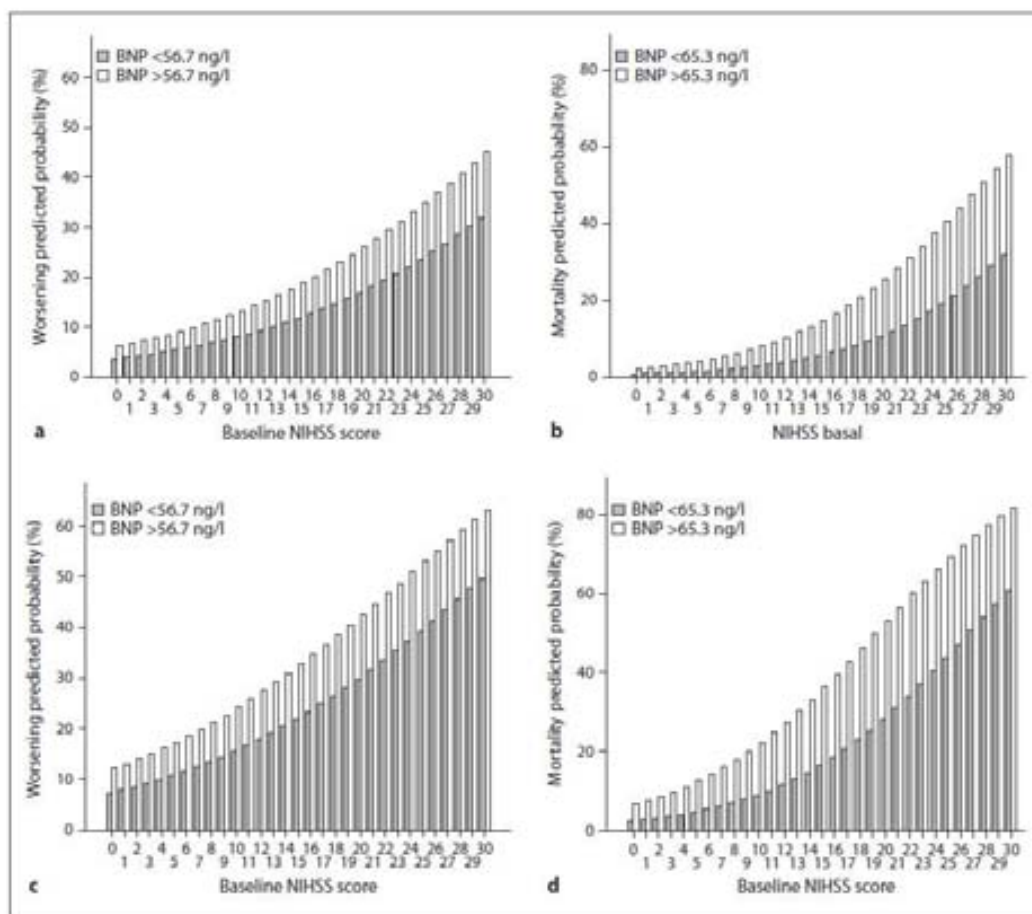 BNP <56.7 ng/l
BNP >56.7 ng/l
60
50
40
30
20
10
0
Worsening predicted probability (%)
0 2 4 6 8 10 12 14 16 18 20 22 24 26 28 30
1 3 5 7 9 11 13 15 17 19 21 23 25 27 29
Baseline NIHSS score
a
BNP <65.3 ng/l
BNP >65.3 ng/l
80
60
40
20
0
Mortality predicted probability (%)
0 2 4 6 8 10 12 14 16 18 20 22 24 26 28 30
1 3 5 7 9 11 13 15 17 19 21 23 25 27 29
NIHSS basal
b
BNP <56.7 ng/l
BNP >56.7 ng/l
60
50
40
30
20
10
0
Worsening predicted probability (%)
0 2 4 6 8 10 12 14 16 18 20 22 24 26 28 30
1 3 5 7 9 11 13 15 17 19 21 23 25 27 29
Baseline NIHSS score
c
BNP <65.3 ng/l
BNP >65.3 ng/l
80
60
40
20
0
Mortality predicted probability (%)
0 2 4 6 8 10 12 14 16 18 20 22 24 26 28 30
1 3 5 7 9 11 13 15 17 19 21 23 25 27 29
Baseline NIHSS score
d